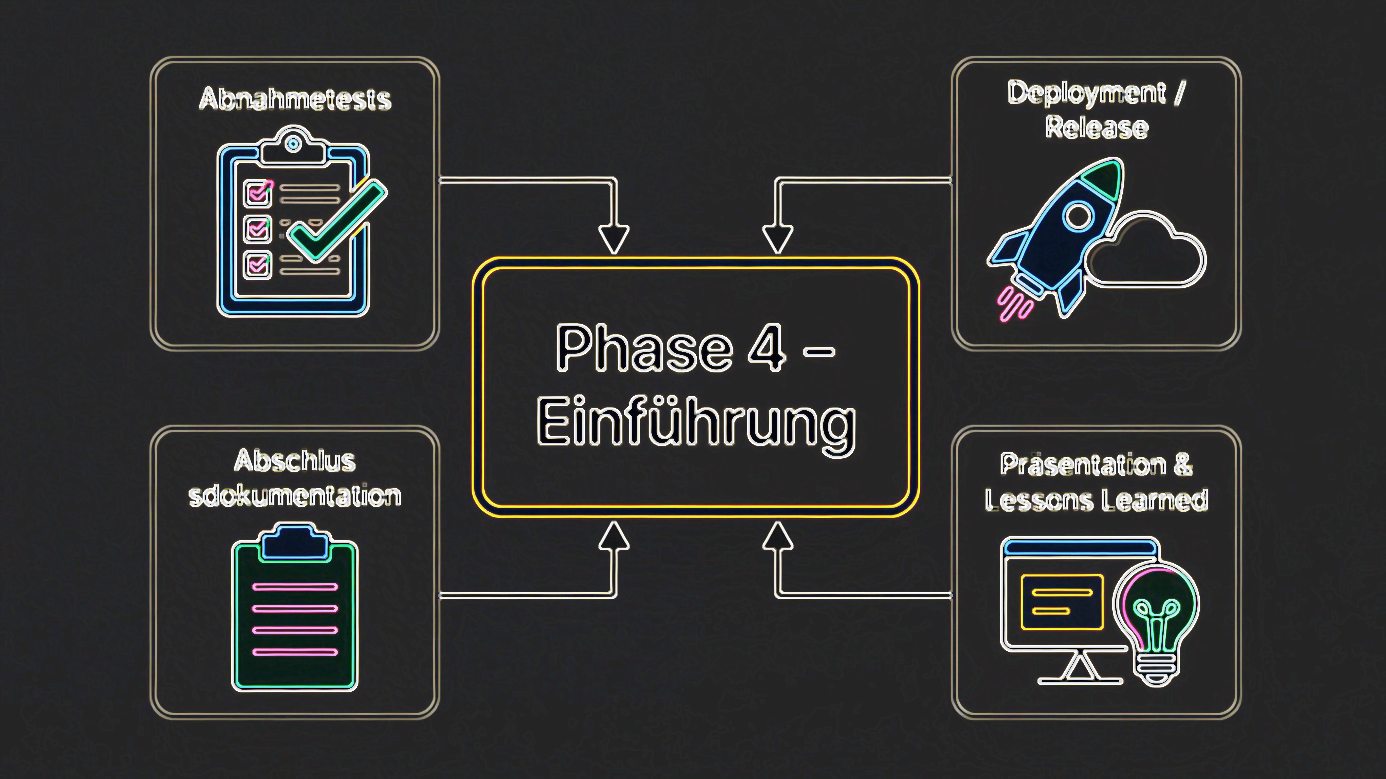 Abnahmetests
Deployment /
Release
Phase 4 –
Einführung
Abschlus
sdokumentation
Präsentation &
Lessons Learned